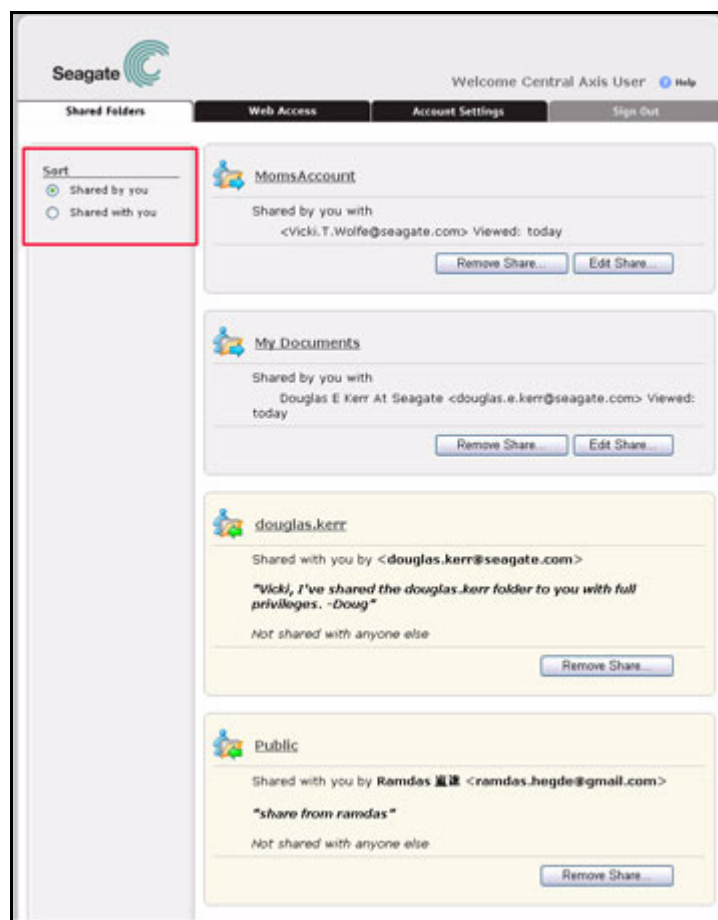 Seagate
Welcome Central Axis User
Help
Shared Folders
Web Access
Account Settings
Sign Out
Sort
Shared by you
Shared with you
MomsAccount
Shared by you with
<Vicki.T.Wolfe@seagate.com> Viewed: today
Remove Share...
Edit Share...
My Documents
Shared by you with
Douglas E Kerr At Seagate <douglas.e.kerr@seagate.com> Viewed:
today
Remove Share...
Edit Share...
douglas.kerr
Shared with you by <douglas.kerr@seagate.com>
"Vicki, I've shared the douglas.kerr folder to you with full
privileges. -Doug"
Not shared with anyone else
Remove Share...
Public
Shared with you by Ramdas <ramdas.hegde@gmail.com>
"share from ramdas"
Not shared with anyone else
Remove Share...